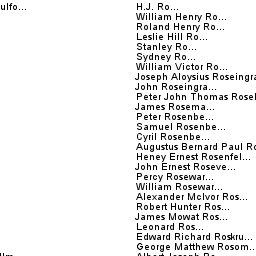 ulfo...
H.J. Ro...
William Henry Ro...
Roland Henry Ro...
Leslie Hill Ro...
Stanley Ro...
Sydney Ro...
William Victor Ro...
Joseph Aloysius Roseingra
John Roseingra...
Peter John Thomas Rosel
James Rosema...
Peter Rosenbe...
Samuel Rosenbe...
Cyril Rosenbe...
Augustus Bernard Paul Ro
Heney Ernest Rosenfel...
John Ernest Roseve...
Percy Rosewar...
William Rosewar...
Alexander McIvor Ros...
Robert Hunter Ros...
James Mowat Ros...
Leonard Ros...
Edward Richard Roskru...
George Matthew Rosom...